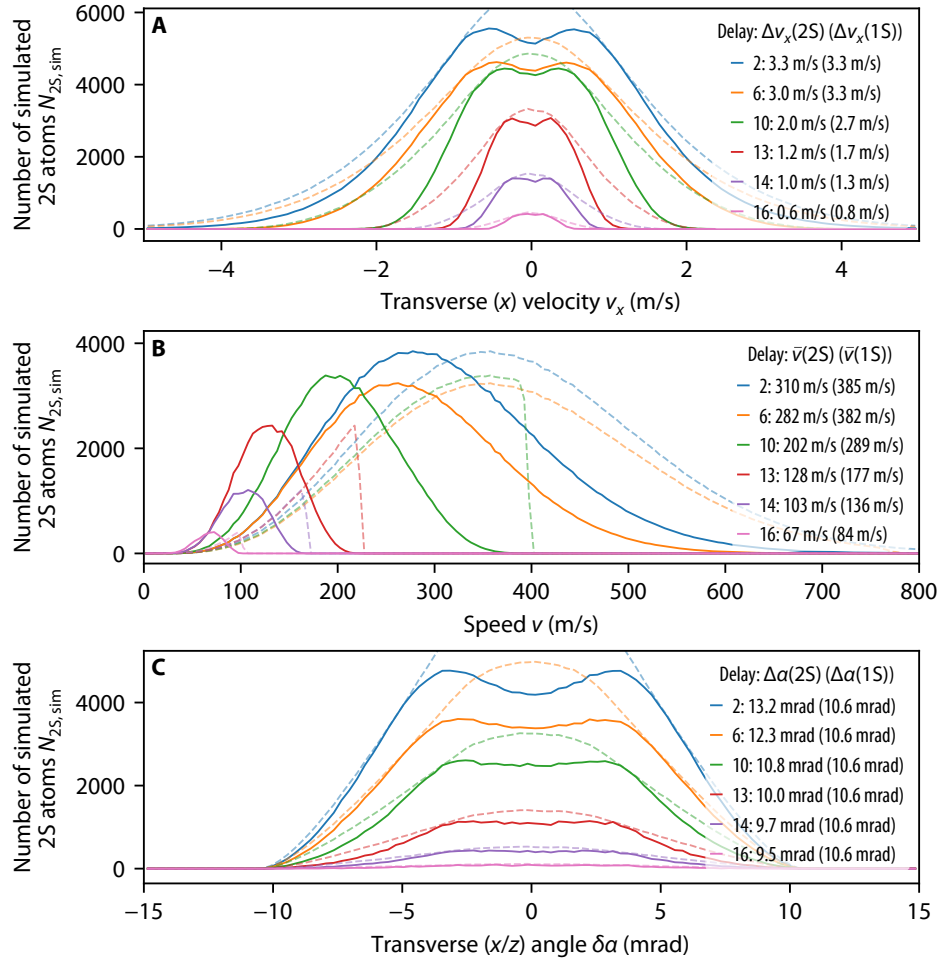 A
Number of simulated
2S atoms N2S,sim
6000
4000
2000
0
Delay: Δvx(2S) (Δvx(1S))
2: 3.3 m/s (3.3 m/s)
6: 3.0 m/s (3.3 m/s)
10: 2.0 m/s (2.7 m/s)
13: 1.2 m/s (1.7 m/s)
14: 1.0 m/s (1.3 m/s)
16: 0.6 m/s (0.8 m/s)
−4 −2 0 2 4
Transverse (x) velocity vx (m/s)
B
Number of simulated
2S atoms N2S,sim
4000
2000
0
Delay: v̄(2S) (v̄(1S))
2: 310 m/s (385 m/s)
6: 282 m/s (382 m/s)
10: 202 m/s (289 m/s)
13: 128 m/s (177 m/s)
14: 103 m/s (136 m/s)
16: 67 m/s (84 m/s)
0 100 200 300 400 500 600 700 800
Speed v (m/s)
C
Number of simulated
2S atoms N2S,sim
4000
2000
0
Delay: Δα(2S) (Δα(1S))
2: 13.2 mrad (10.6 mrad)
6: 12.3 mrad (10.6 mrad)
10: 10.8 mrad (10.6 mrad)
13: 10.0 mrad (10.6 mrad)
14: 9.7 mrad (10.6 mrad)
16: 9.5 mrad (10.6 mrad)
−15 −10 −5 0 5 10 15
Transverse (x/z) angle δα (mrad)